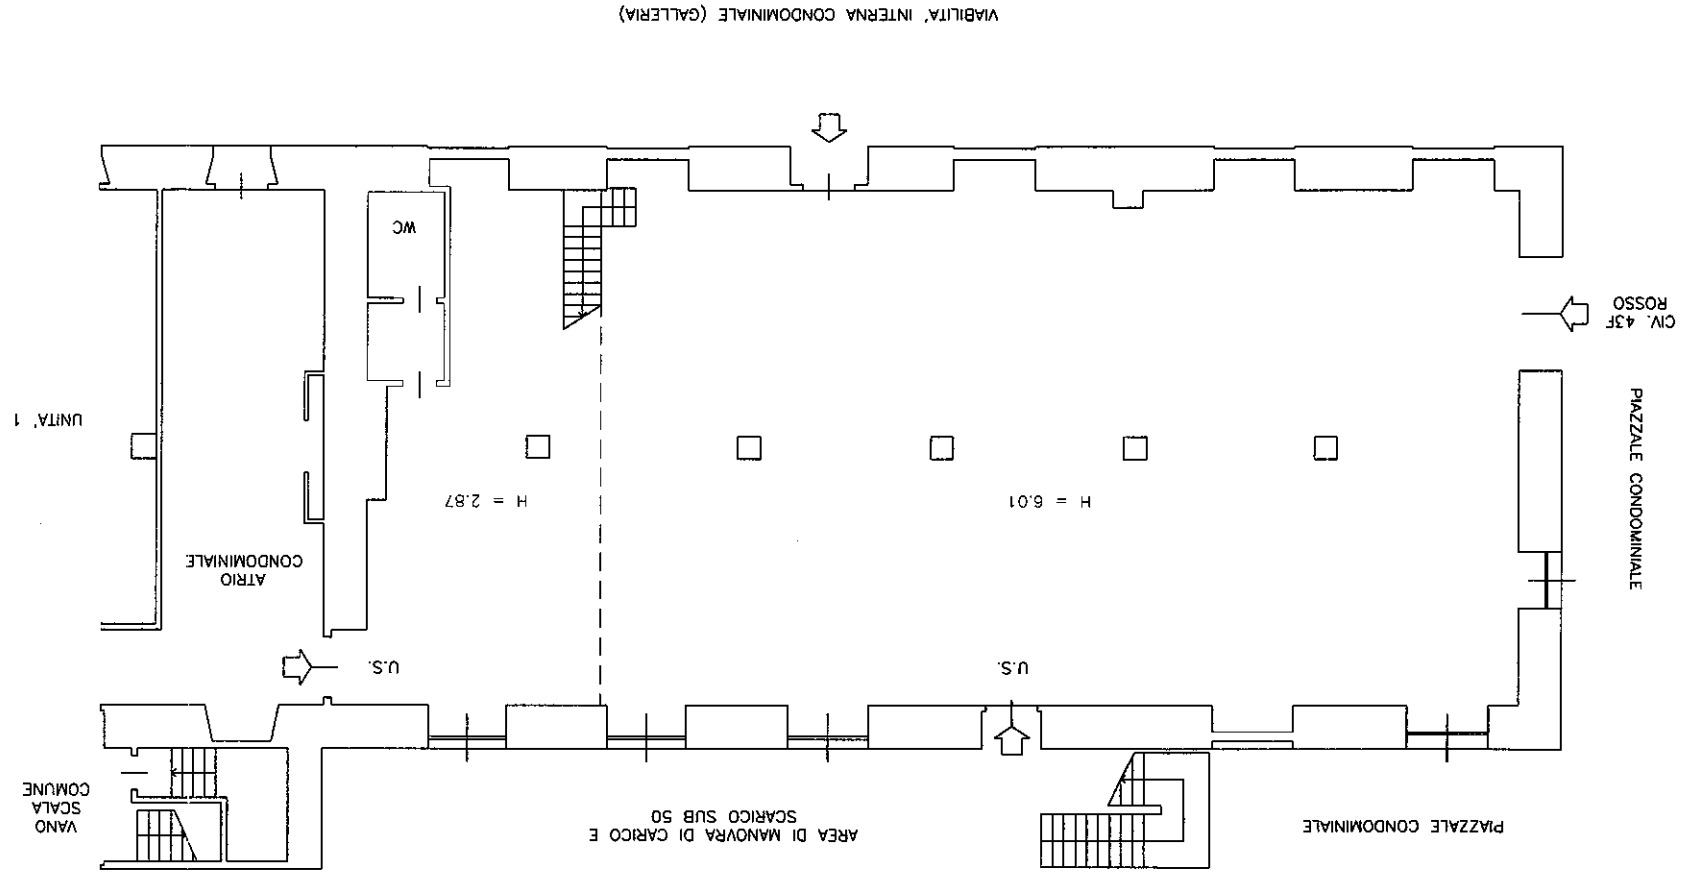 PIAZZALE CONDOMINIALE
AREA DI MANOVRA DI CARICO E
SCARICO SUB 50
VANO
SCALA
COMUNE
U.S.
U.S.
ATRIO
CONDOMINIALE
H = 6.01
H = 2.87
PIAZZALE CONDOMINIALE
UNITA' 1
CIV. 43F
ROSSO
WC
VIABILITA' INTERNA CONDOMINIALE (GALLERIA)